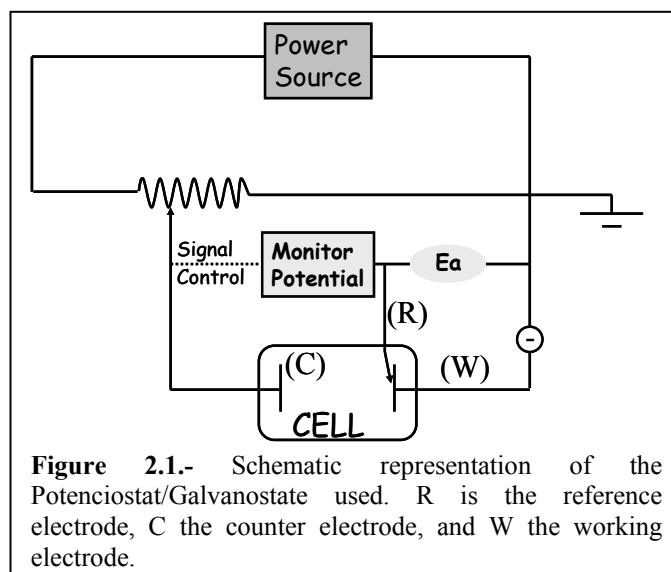 Power
Source
Signal
Control
Monitor
Potential
Ea
(R)
-
(C)
(W)
CELL
Figure 2.1.- Schematic representation of the
Potenciostat/Galvanostate used. R is the reference
electrode, C the counter electrode, and W the working
electrode.